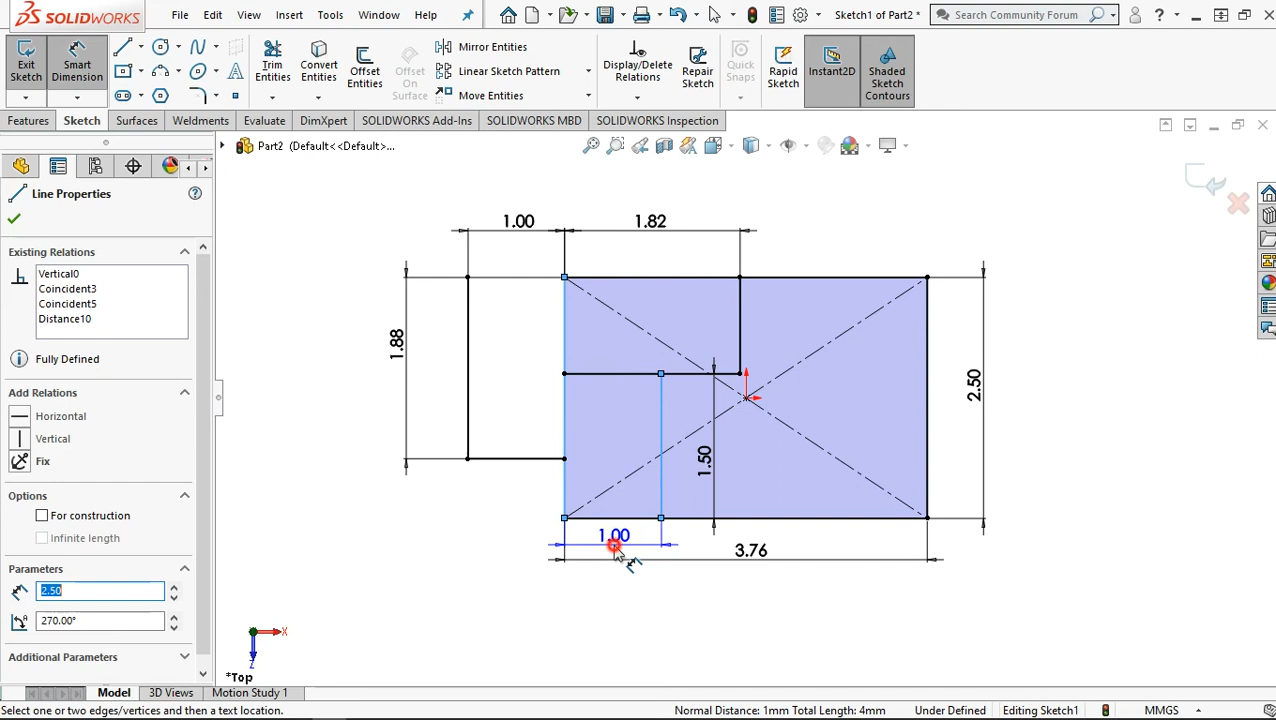 SOLIDWORKS File Edit View Insert Tools Window Help Sketch1 of Part2 * Search Community Forum ?
Exit Sketch
Smart Dimension
Trim Entities
Convert Entities
Offset Entities
Offset On Surface
Mirror Entities
Linear Sketch Pattern
Move Entities
Display/Delete Relations
Repair Sketch
Quick Snaps
Rapid Sketch
Instant2D
Shaded Sketch Contours
Features Sketch Surfaces Weldments Evaluate DimXpert SOLIDWORKS Add-Ins SOLIDWORKS MBD SOLIDWORKS Inspection
Part2 (Default<<Default>...
Line Properties
Existing Relations
Vertical0
Coincident3
Coincident5
Distance10
Fully Defined
Add Relations
Horizontal
Vertical
Fix
Options
For construction
Infinite length
Parameters
2.50
270.00°
Additional Parameters
1.00 1.82
1.88
2.50
1.50
1.00
3.76
X
Z
*Top
Model 3D Views Motion Study 1
Select one or two edges/vertices and then a text location. Normal Distance: 1mm Total Length: 4mm Under Defined Editing Sketch1 MMGS